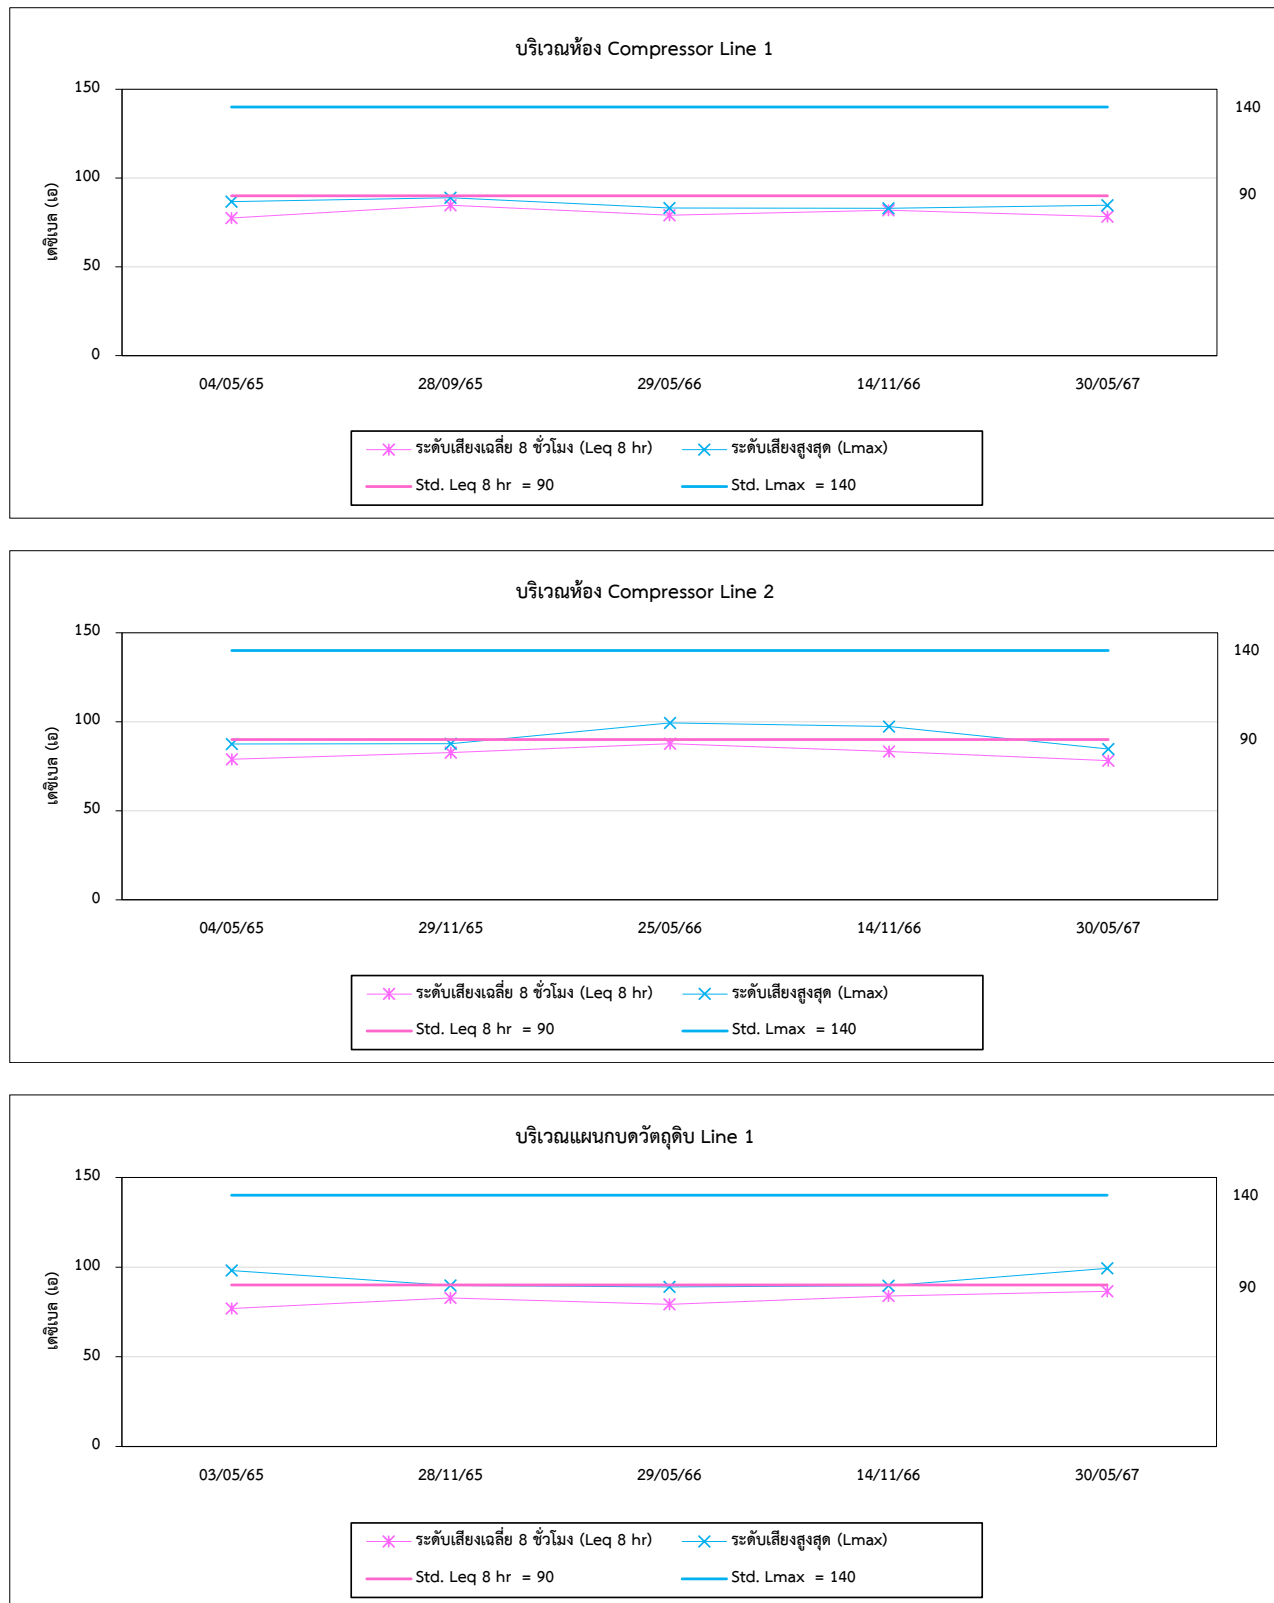 บริเวณห้อง Compressor Line 1
150
140
100
90
50
0
เดซิเบล (เอ)
04/05/65 28/09/65 29/05/66 14/11/66 30/05/67
ระดับเสียงเฉลี่ย 8 ชั่วโมง (Leq 8 hr) ระดับเสียงสูงสุด (Lmax)
Std. Leq 8 hr = 90 Std. Lmax = 140
บริเวณห้อง Compressor Line 2
150
140
100
90
50
0
เดซิเบล (เอ)
04/05/65 29/11/65 25/05/66 14/11/66 30/05/67
ระดับเสียงเฉลี่ย 8 ชั่วโมง (Leq 8 hr) ระดับเสียงสูงสุด (Lmax)
Std. Leq 8 hr = 90 Std. Lmax = 140
บริเวณแผนกบดวัตถุดิบ Line 1
150
140
100
90
50
0
เดซิเบล (เอ)
03/05/65 28/11/65 29/05/66 14/11/66 30/05/67
ระดับเสียงเฉลี่ย 8 ชั่วโมง (Leq 8 hr) ระดับเสียงสูงสุด (Lmax)
Std. Leq 8 hr = 90 Std. Lmax = 140